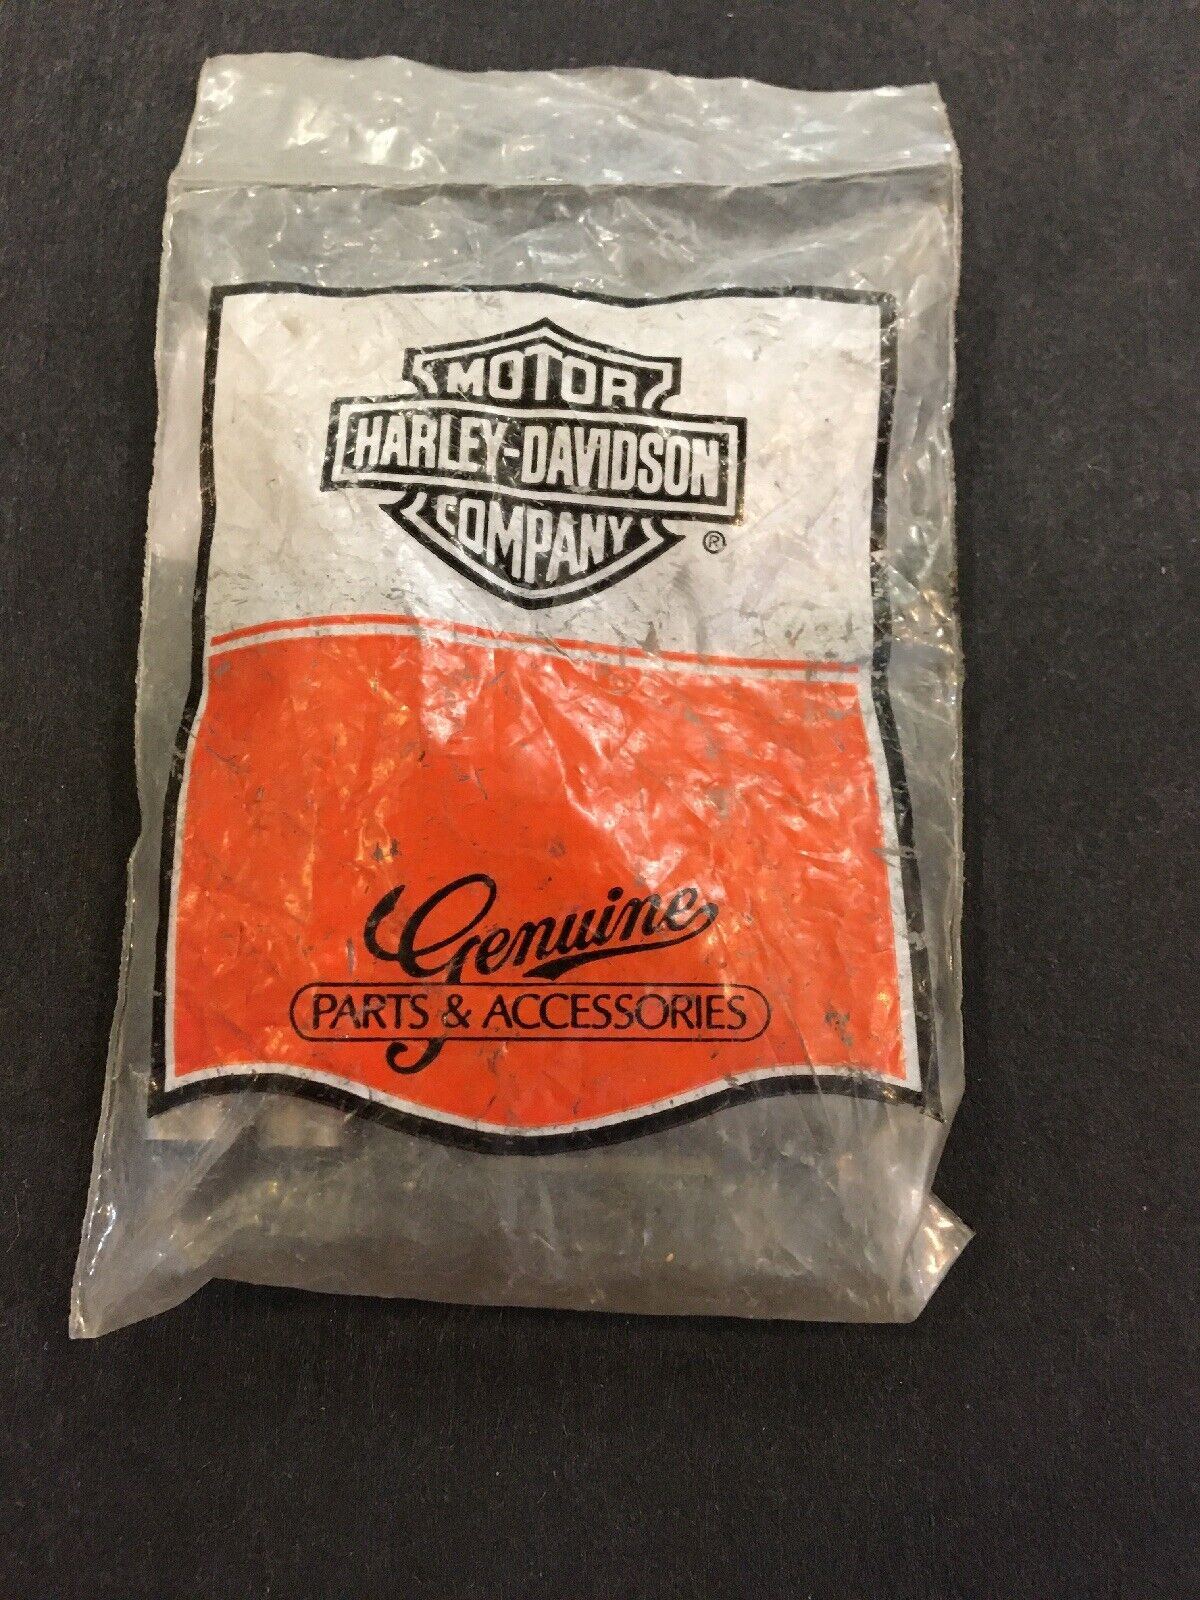 MOTOR
HARLEY-DAVIDSON
COMPANY
®
Genuine
PARTS & ACCESSORIES